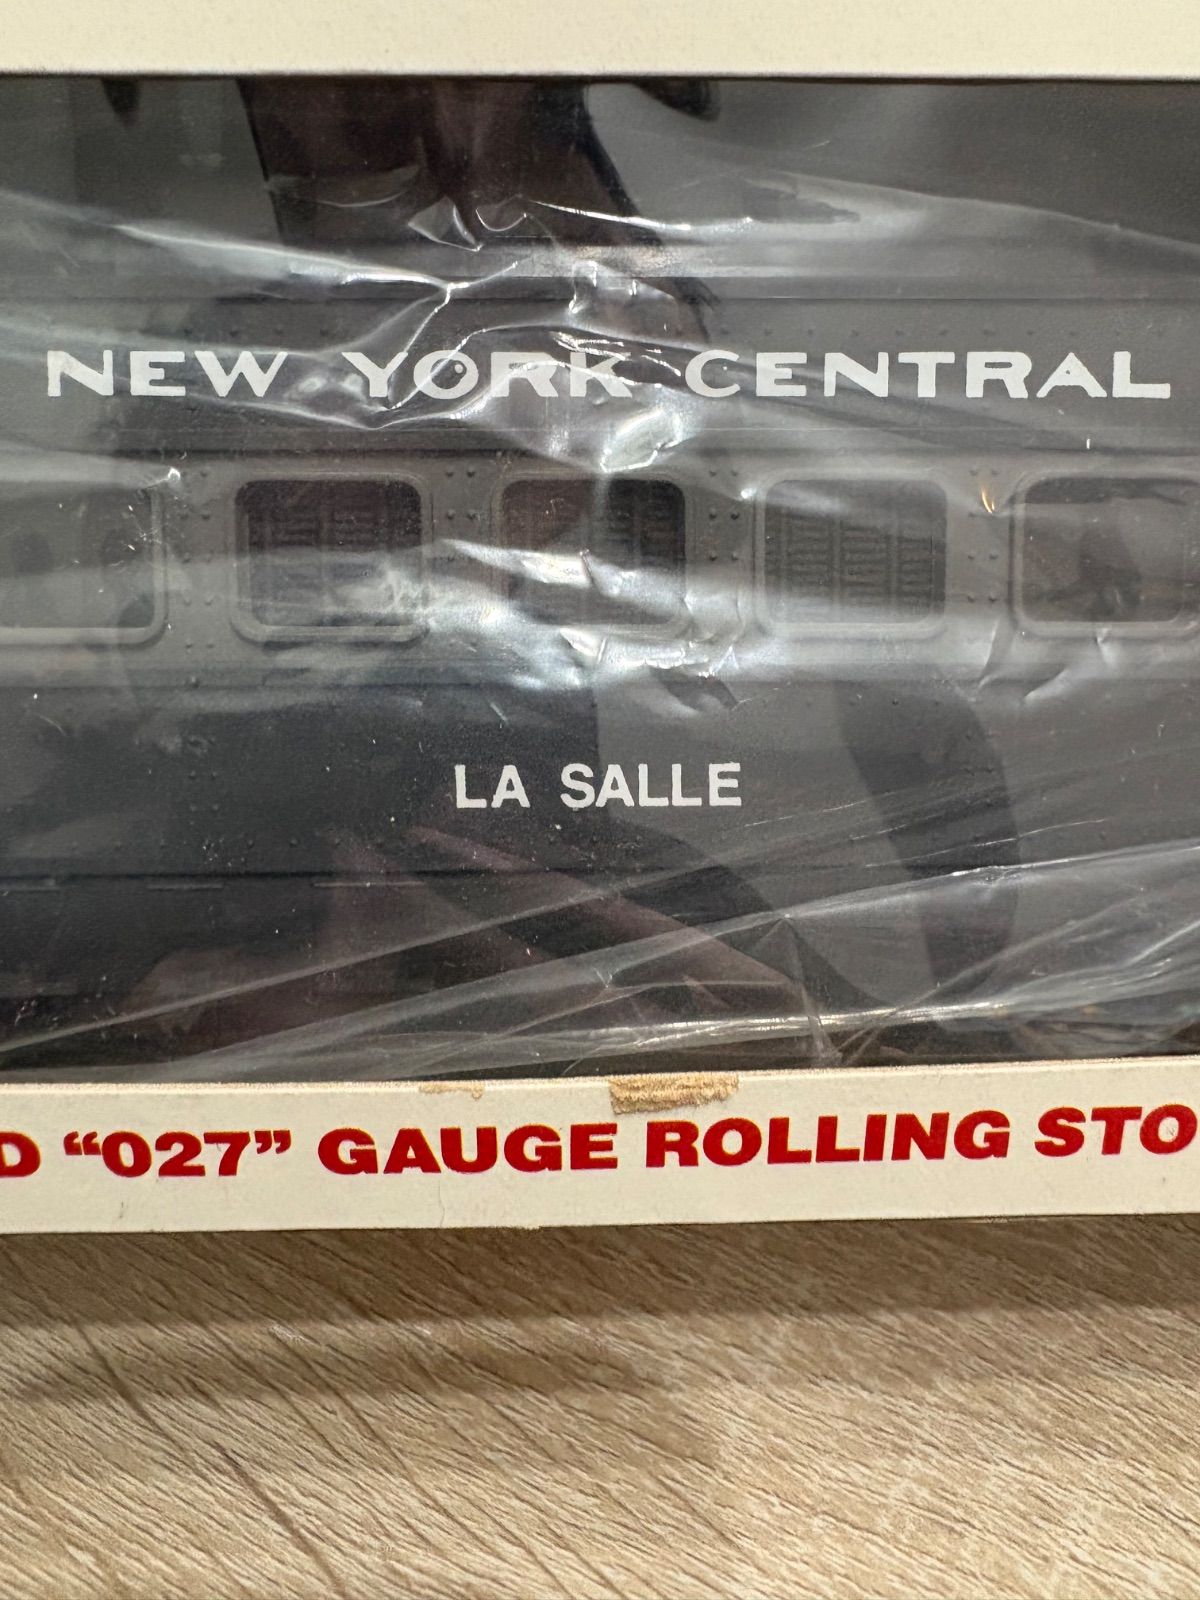 NEW YORK CENTRAL
LA SALLE
D “027” GAUGE ROLLING STO